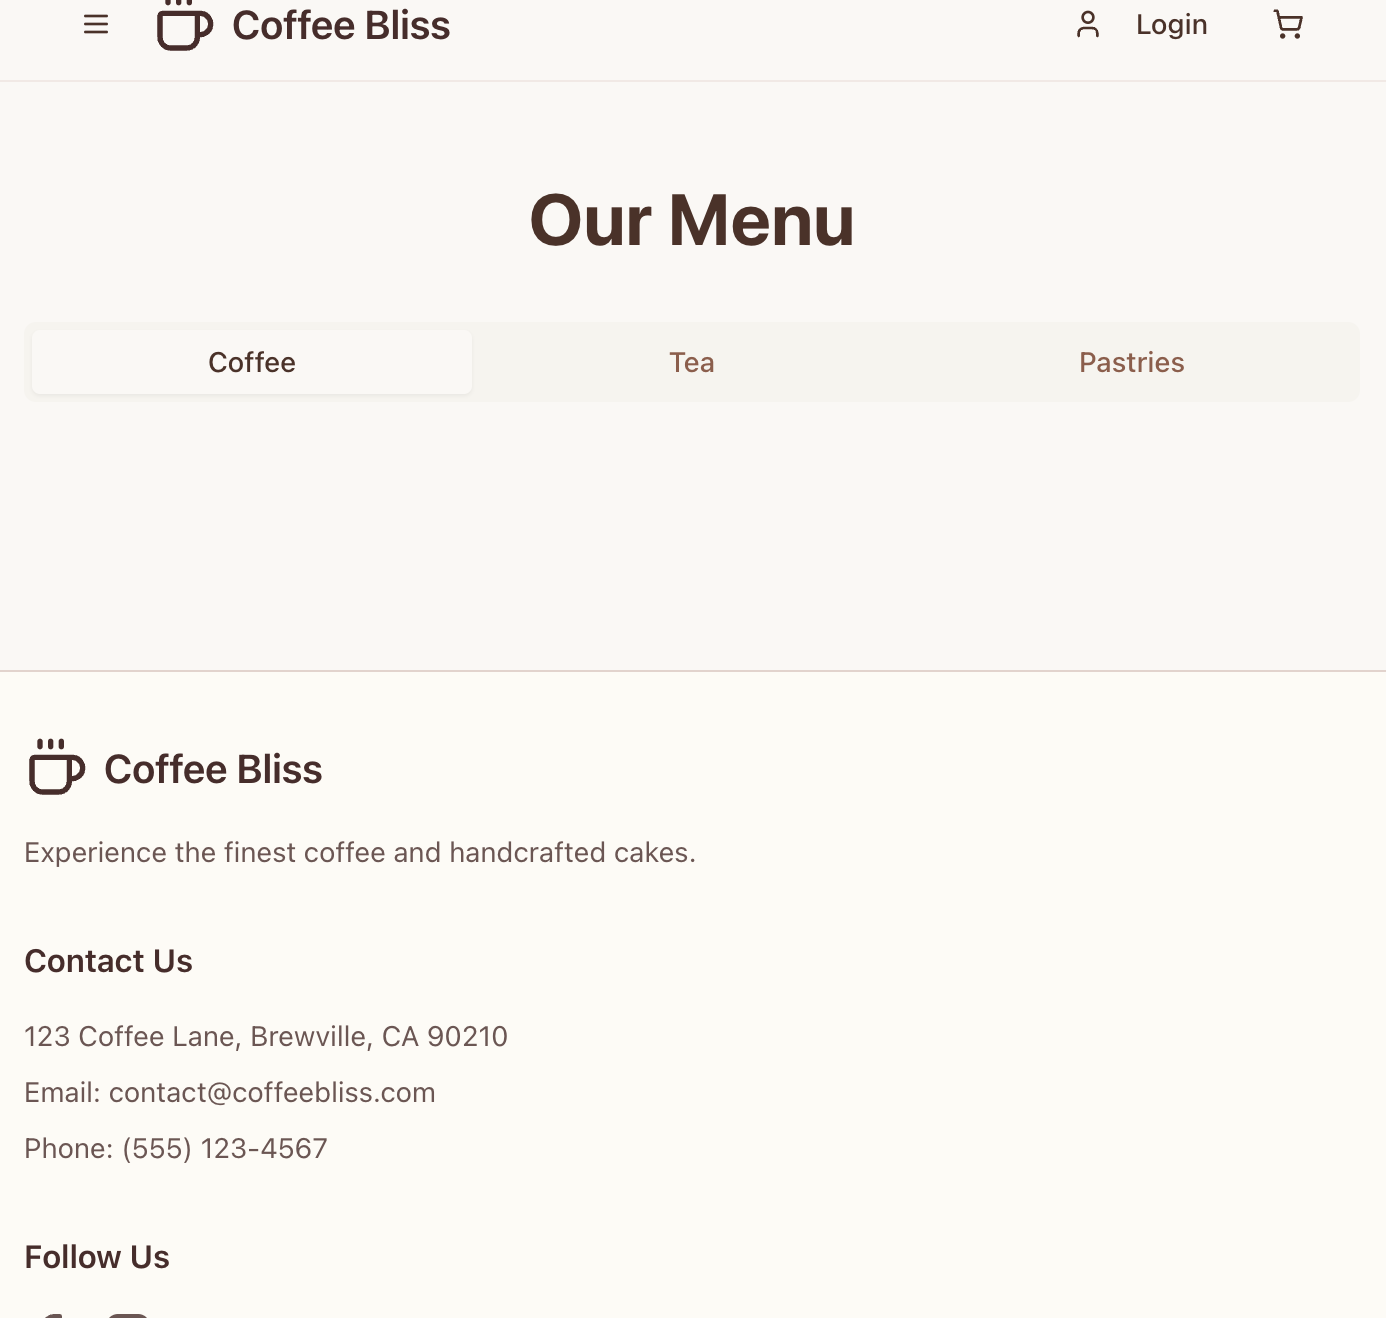 Coffee Bliss
Login
Our Menu
Coffee
Tea
Pastries
Coffee Bliss
Experience the finest coffee and handcrafted cakes.
Contact Us
123 Coffee Lane, Brewville, CA 90210
Email: contact@coffeebliss.com
Phone: (555) 123-4567
Follow Us